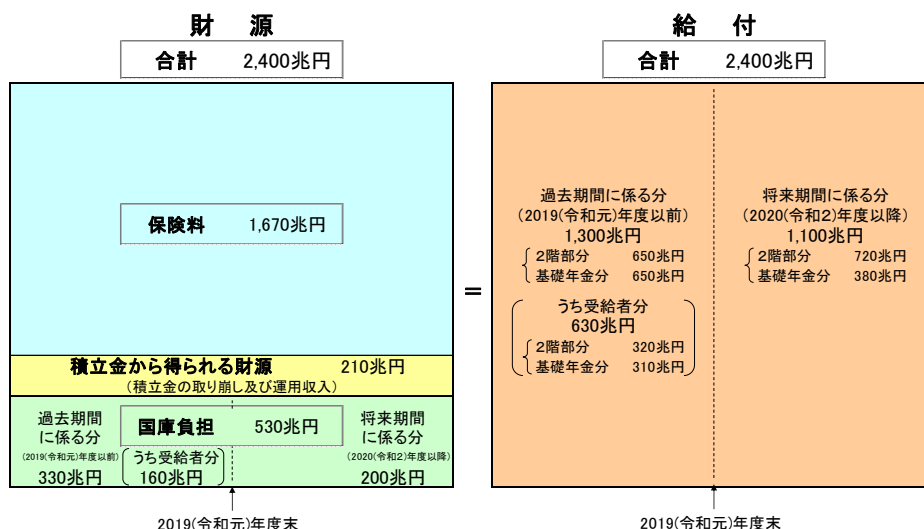 財　源
合計　2,400兆円
保険料　1,670兆円
積立金から得られる財源　210兆円
(積立金の取り崩し及び運用収入)
国庫負担　530兆円
過去期間
に係る分
(2019(令和元)年度以前)
330兆円
うち受給者分
160兆円
将来期間
に係る分
(2020(令和2)年度以降)
200兆円
2019(令和元)年度末
=
給　付
合計　2,400兆円
過去期間に係る分
(2019(令和元)年度以前)
1,300兆円
2階部分　650兆円
基礎年金分　650兆円
うち受給者分
630兆円
2階部分　320兆円
基礎年金分　310兆円
将来期間に係る分
(2020(令和2)年度以降)
1,100兆円
2階部分　720兆円
基礎年金分　380兆円
2019(令和元)年度末